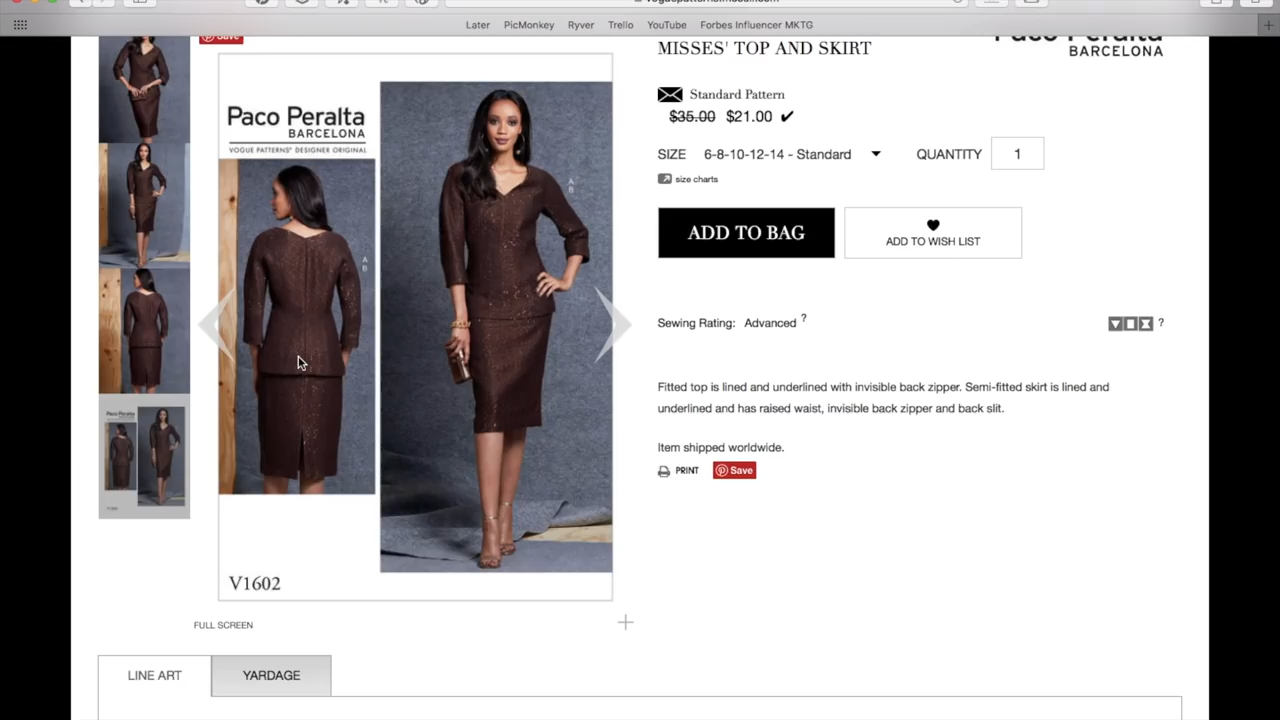 Later PicMonkey Ryver Trello YouTube Forbes Influencer MKTG
Save
Paco Peralta
BARCELONA
VOGUE PATTERNS® DESIGNER ORIGINAL
A
B
A
B
V1602
FULL SCREEN
MISSES' TOP AND SKIRT
Paco Peralta
BARCELONA
Standard Pattern
$35.00 $21.00 ✔
SIZE 6-8-10-12-14 - Standard QUANTITY 1
size charts
ADD TO BAG
ADD TO WISH LIST
Sewing Rating: Advanced ?
?
Fitted top is lined and underlined with invisible back zipper. Semi-fitted skirt is lined and
underlined and has raised waist, invisible back zipper and back slit.
Item shipped worldwide.
PRINT Save
LINE ART YARDAGE